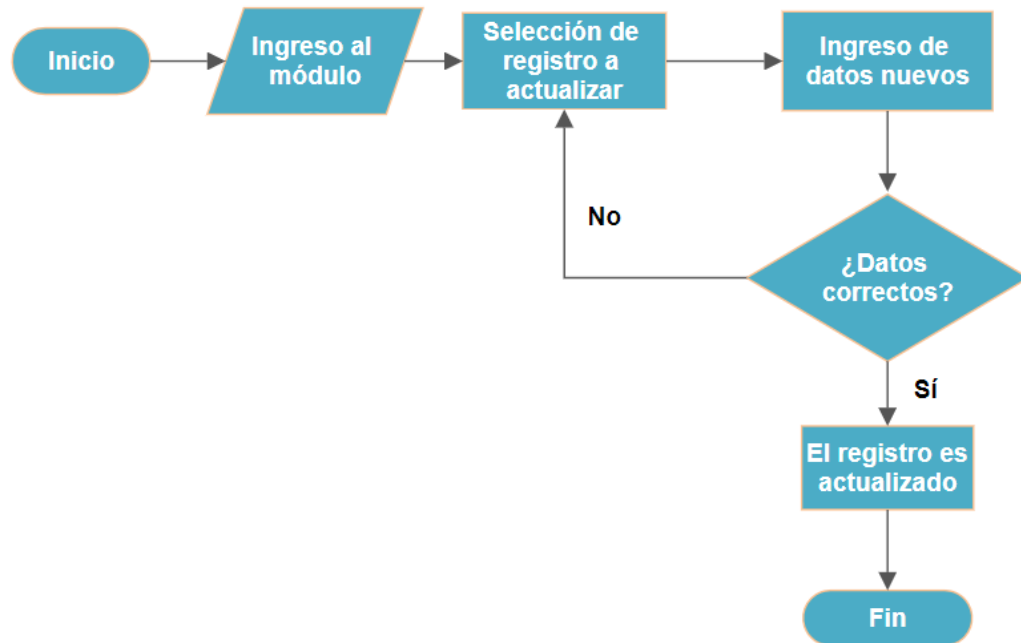 Inicio
Ingreso al
módulo
Selección de
registro a
actualizar
Ingreso de
datos nuevos
No
¿Datos
correctos?
Sí
El registro es
actualizado
Fin